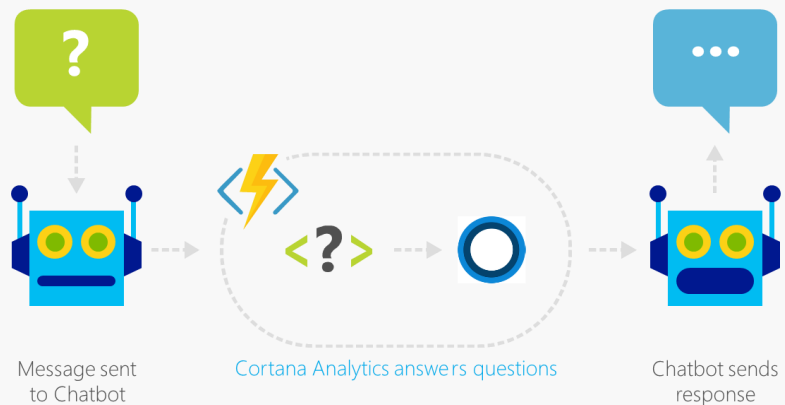 ?
...
<?>
Message sent
to Chatbot
Cortana Analytics answers questions
Chatbot sends
response